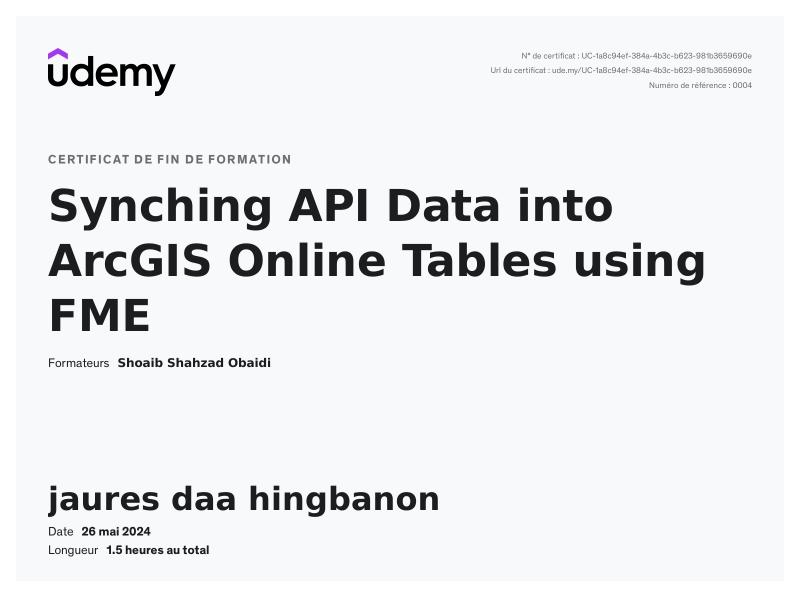 udemy
N° de certificat : UC-1a8c94ef-384a-4b3c-b623-981b3659690e
Url du certificat : ude.my/UC-1a8c94ef-384a-4b3c-b623-981b3659690e
Numéro de référence : 0004
CERTIFICAT DE FIN DE FORMATION
Synching API Data into
ArcGIS Online Tables using
FME
Formateurs Shoaib Shahzad Obaidi
jaures daa hingbanon
Date 26 mai 2024
Longueur 1.5 heures au total